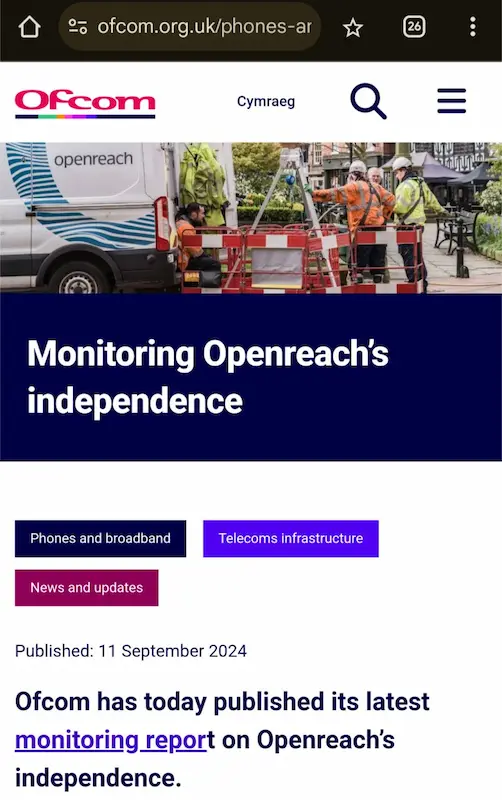 ofcom.org.uk/phones-ar
26
Ofcom
Cymraeg
openreach
Monitoring Openreach’s
independence
Phones and broadband
Telecoms infrastructure
News and updates
Published: 11 September 2024
Ofcom has today published its latest
monitoring report on Openreach’s
independence.